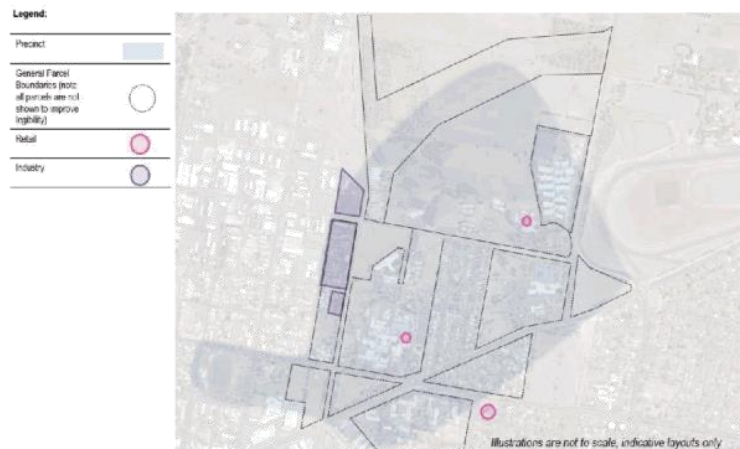 Legend:
Precinct
General Parcel
Boundaries (note
all parcels are not
shown to improve
legibility)
Retail
Industry
Illustrations are not to scale, indicative layouts only